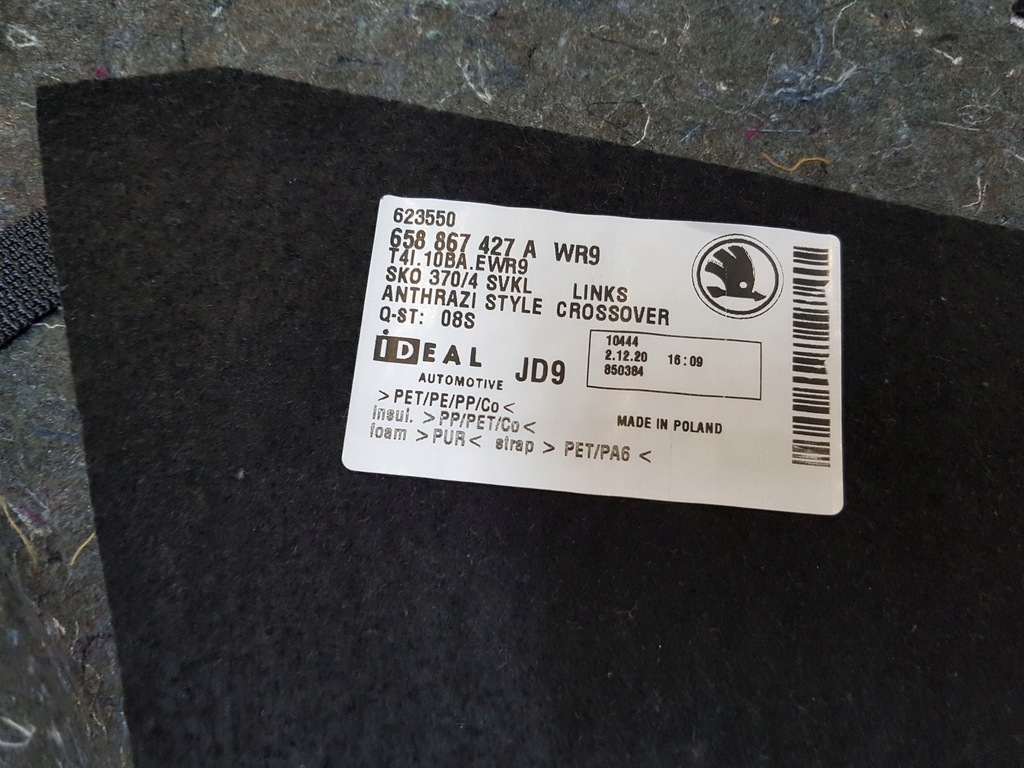 623550
658 867 427 A WR9
T4I.10BA.EWR9
SKO 370/4 SVKL LINKS
ANTHRAZI STYLE CROSSOVER
Q-ST: 08S
IDEAL
AUTOMOTIVE
JD9
10444
2.12.20 16:09
850384
>PET/PE/PP/Co<
Insul. >PP/PET/Co<
foam >PUR< strap > PET/PA6 <
MADE IN POLAND